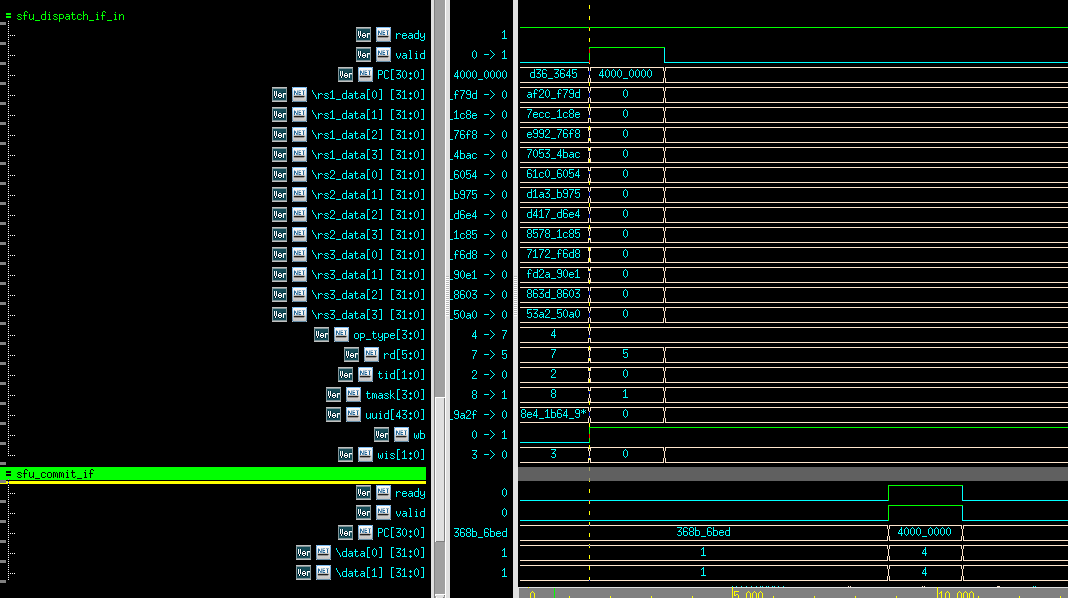 = sfu_dispatch_if_in
Ver NET ready 1
Ver NET valid 0 -> 1
Ver NET PC[30:0] 4000_0000 d36_3645 4000_0000
Ver NET \rs1_data[0] [31:0] _f79d -> 0 af20_f79d 0
Ver NET \rs1_data[1] [31:0] _1c8e -> 0 7ecc_1c8e 0
Ver NET \rs1_data[2] [31:0] _76f8 -> 0 e992_76f8 0
Ver NET \rs1_data[3] [31:0] _4bac -> 0 7053_4bac 0
Ver NET \rs2_data[0] [31:0] _6054 -> 0 61c0_6054 0
Ver NET \rs2_data[1] [31:0] _b975 -> 0 d1a3_b975 0
Ver NET \rs2_data[2] [31:0] _d6e4 -> 0 d417_d6e4 0
Ver NET \rs2_data[3] [31:0] _1c85 -> 0 8578_1c85 0
Ver NET \rs3_data[0] [31:0] _f6d8 -> 0 7172_f6d8 0
Ver NET \rs3_data[1] [31:0] _90e1 -> 0 fd2a_90e1 0
Ver NET \rs3_data[2] [31:0] _8603 -> 0 863d_8603 0
Ver NET \rs3_data[3] [31:0] _50a0 -> 0 53a2_50a0 0
Ver NET op_type[3:0] 4 -> 7 4
Ver NET rd[5:0] 7 -> 5 7 5
Ver NET tid[1:0] 2 -> 0 2 0
Ver NET tmask[3:0] 8 -> 1 8 1
Ver NET uuid[43:0] _9a2f -> 0 8e4_1b64_9* 0
Ver NET wb 0 -> 1
Ver NET wis[1:0] 3 -> 0 3 0
= sfu_commit_if
Ver NET ready 0
Ver NET valid 0
Ver NET PC[30:0] 368b_6bed 368b_6bed 4000_0000
Ver NET \data[0] [31:0] 1 1 4
Ver NET \data[1] [31:0] 1 1 4
0 5,000 10,000